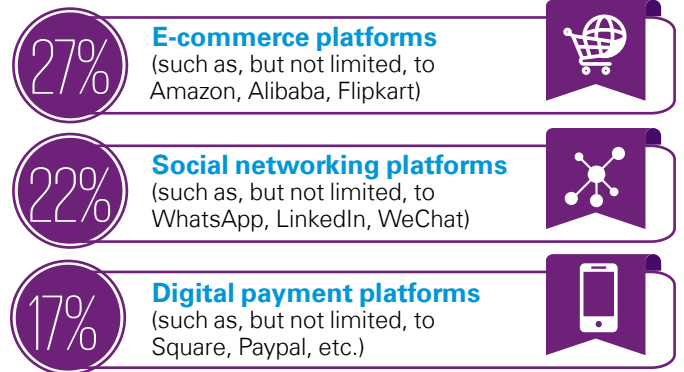 27%
E-commerce platforms
(such as, but not limited, to
Amazon, Alibaba, Flipkart)
22%
Social networking platforms
(such as, but not limited, to
WhatsApp, LinkedIn, WeChat)
17%
Digital payment platforms
(such as, but not limited, to
Square, Paypal, etc.)